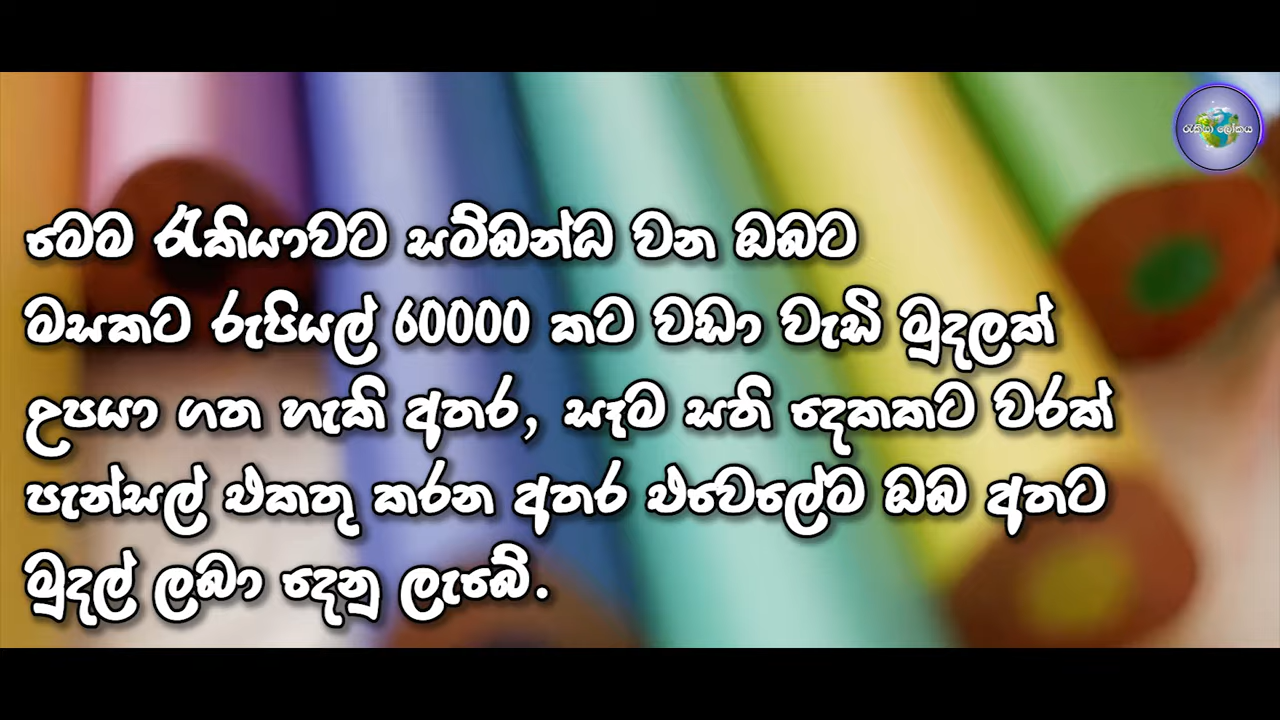 රැකියා ලෝකය
මෙම රැකියාවට සම්බන්ධ වන ඔබට
මසකට රුපියල් 60000 කට වඩා වැඩි මුදලක්
උපයා ගත හැකි අතර, සෑම සති දෙකකට වරක්
පැන්සල් එකතු කරන අතර එවෙලේම ඔබ අතට
මුදල් ලබා දෙනු ලැබේ.